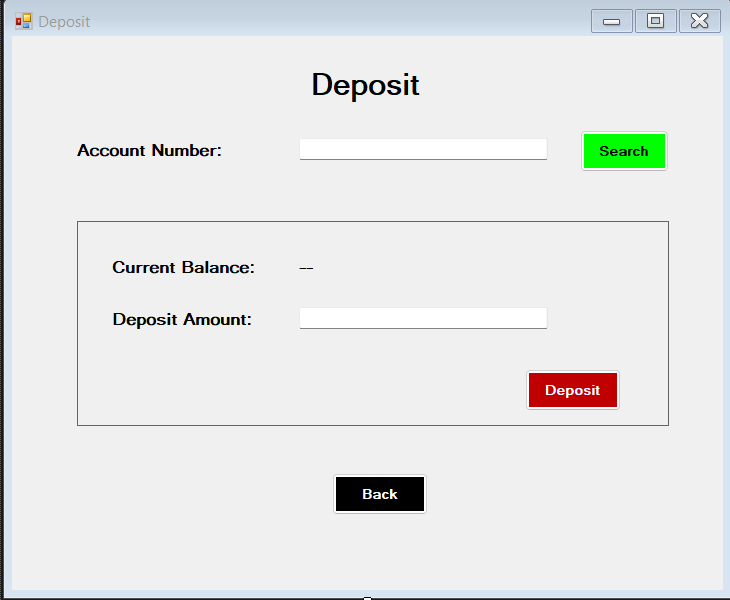 Deposit
Deposit
Account Number:
Search
Current Balance: --
Deposit Amount:
Deposit
Back